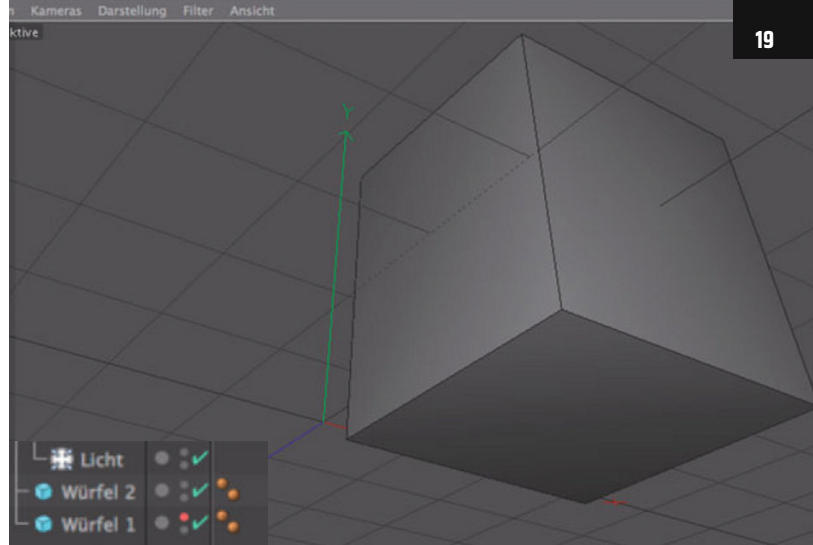 Kameras Darstellung Filter Ansicht
ktive
19
Y
Licht
Würfel 2
Würfel 1